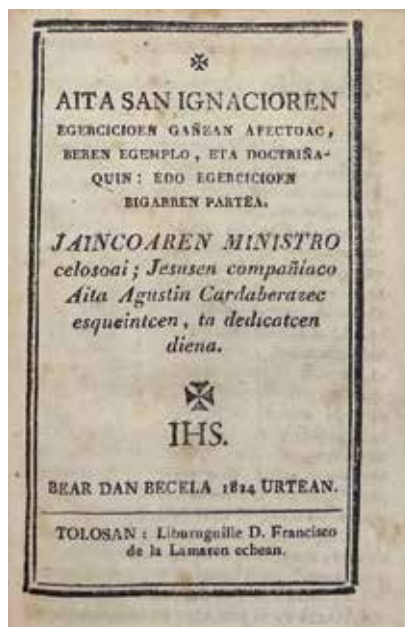 AITA SAN IGNACIOREN
EGERCICIOEN GAÑEAN AFECTOAC,
BEREN EGEMPLO, ETA DOCTRIÑA-
QUIN: EDO EGERCICIOEN
BIGARREN PARTEA.
JAINCOAREN MINISTRO
celosoai; Jesusen compañiaco
Aita Agustin Cardaberazec
esqueintcen, ta dedicatcen
diena.
IHS.
BEAR DAN BECELA 1824 URTEAN.
TOLOSAN: Liburuguille D. Francisco
de la Lamaren echean.